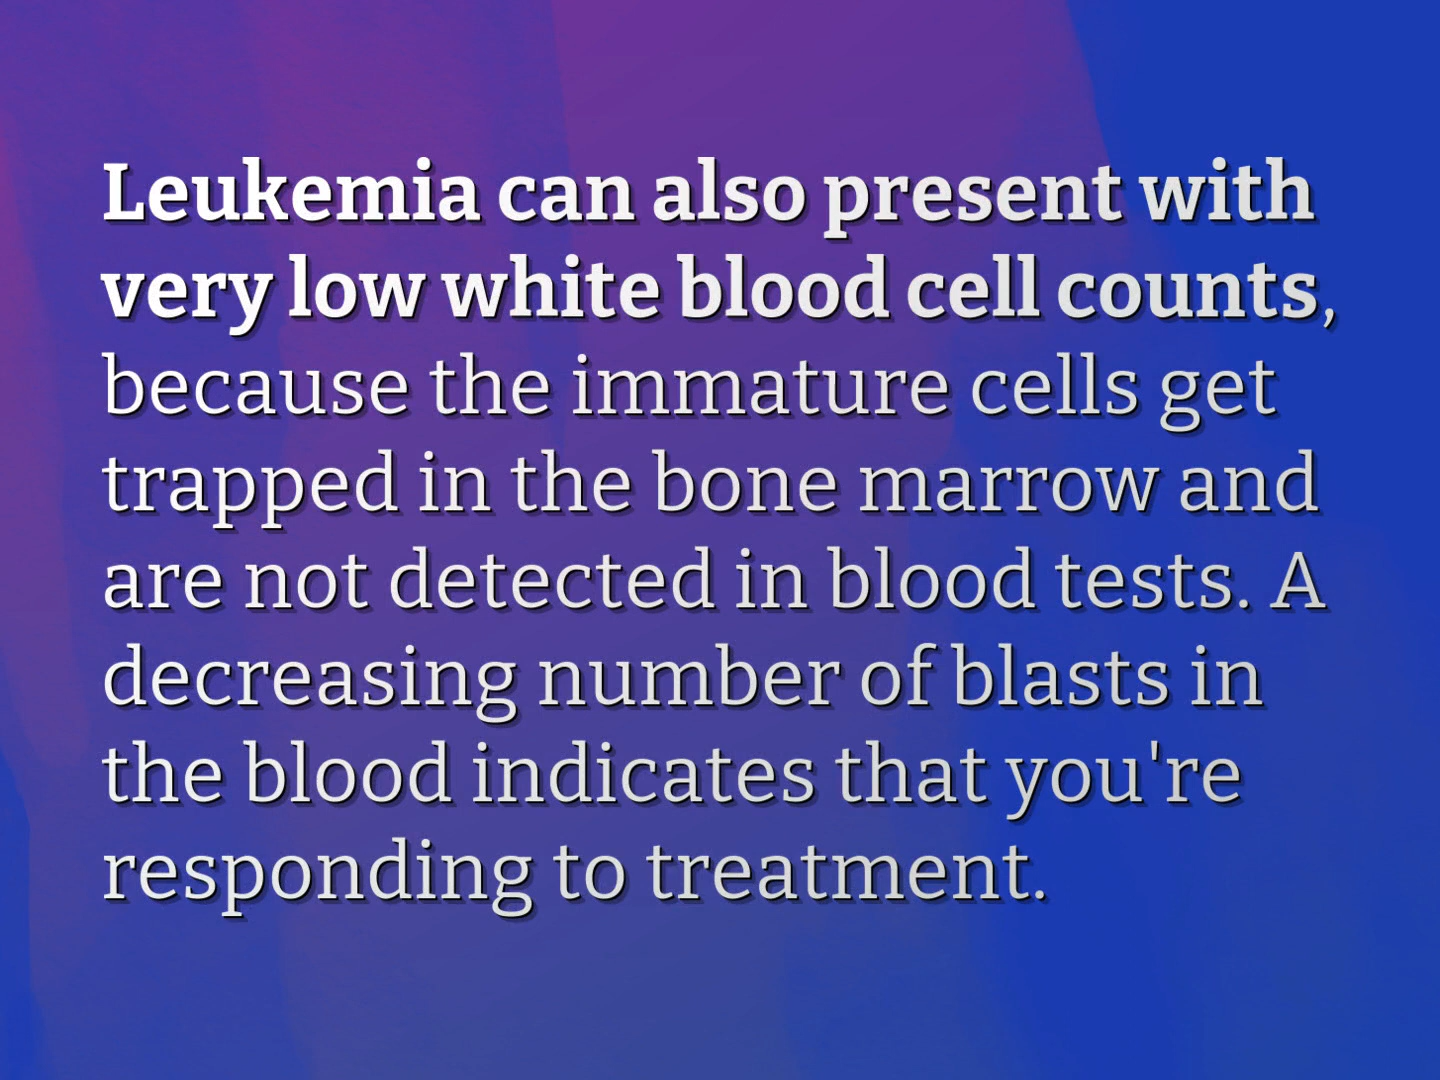 Leukemia can also present with
very low white blood cell counts,
because the immature cells get
trapped in the bone marrow and
are not detected in blood tests. A
decreasing number of blasts in
the blood indicates that you're
responding to treatment.